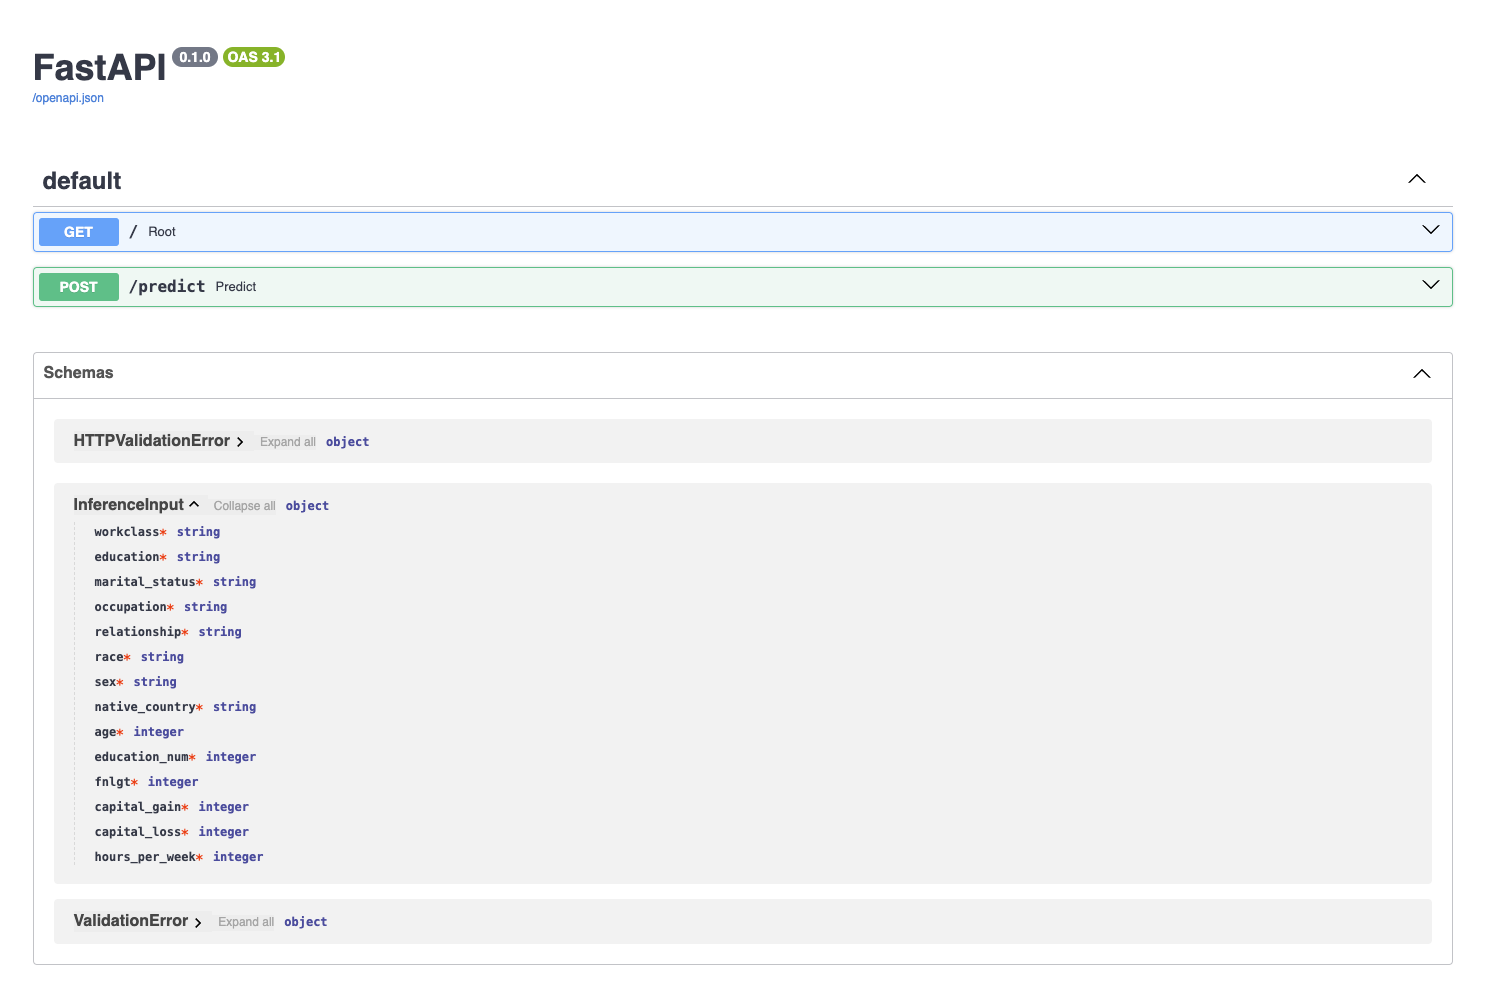 FastAPI 0.1.0 OAS 3.1
/openapi.json
default
GET / Root
POST /predict Predict
Schemas
HTTPValidationError Expand all object
InferenceInput Collapse all object
workclass* string
education* string
marital_status* string
occupation* string
relationship* string
race* string
sex* string
native_country* string
age* integer
education_num* integer
fnlgt* integer
capital_gain* integer
capital_loss* integer
hours_per_week* integer
ValidationError Expand all object